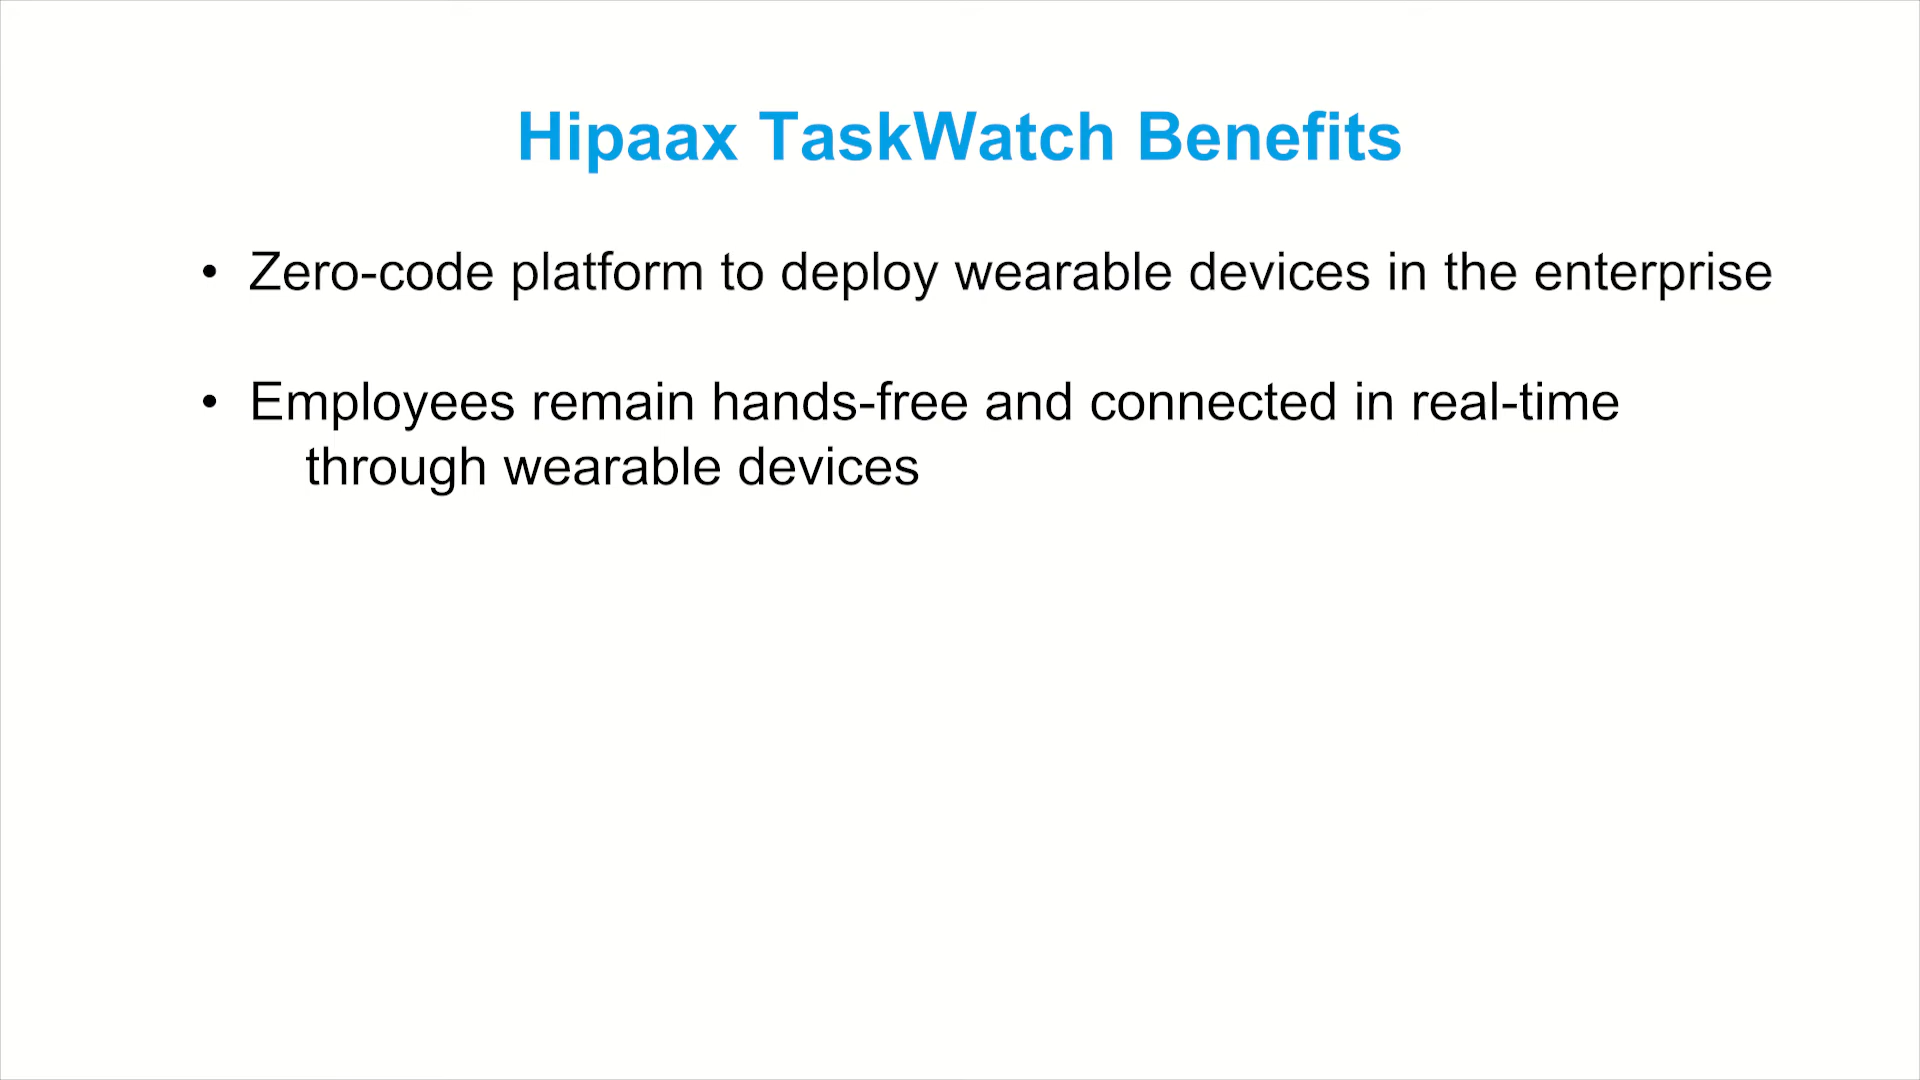 Hipaax TaskWatch Benefits
• Zero-code platform to deploy wearable devices in the enterprise
• Employees remain hands-free and connected in real-time
through wearable devices